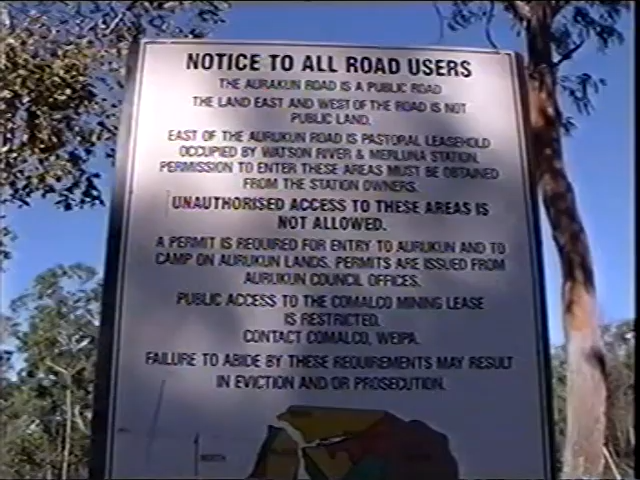 NOTICE TO ALL ROAD USERS
THE AURAKUN ROAD IS A PUBLIC ROAD
THE LAND EAST AND WEST OF THE ROAD IS NOT
PUBLIC LAND.
EAST OF THE AURUKUN ROAD IS PASTORAL LEASEHOLD
OCCUPIED BY WATSON RIVER & MERLUNA STATION.
PERMISSION TO ENTER THESE AREAS MUST BE OBTAINED
FROM THE STATION OWNERS.
UNAUTHORISED ACCESS TO THESE AREAS IS
NOT ALLOWED.
A PERMIT IS REQUIRED FOR ENTRY TO AURUKUN AND TO
CAMP ON AURUKUN LANDS. PERMITS ARE ISSUED FROM
AURUKUN COUNCIL OFFICES.
PUBLIC ACCESS TO THE COMALCO MINING LEASE
IS RESTRICTED.
CONTACT COMALCO, WEIPA.
FAILURE TO ABIDE BY THESE REQUIREMENTS MAY RESULT
IN EVICTION AND OR PROSECUTION.
NORTH